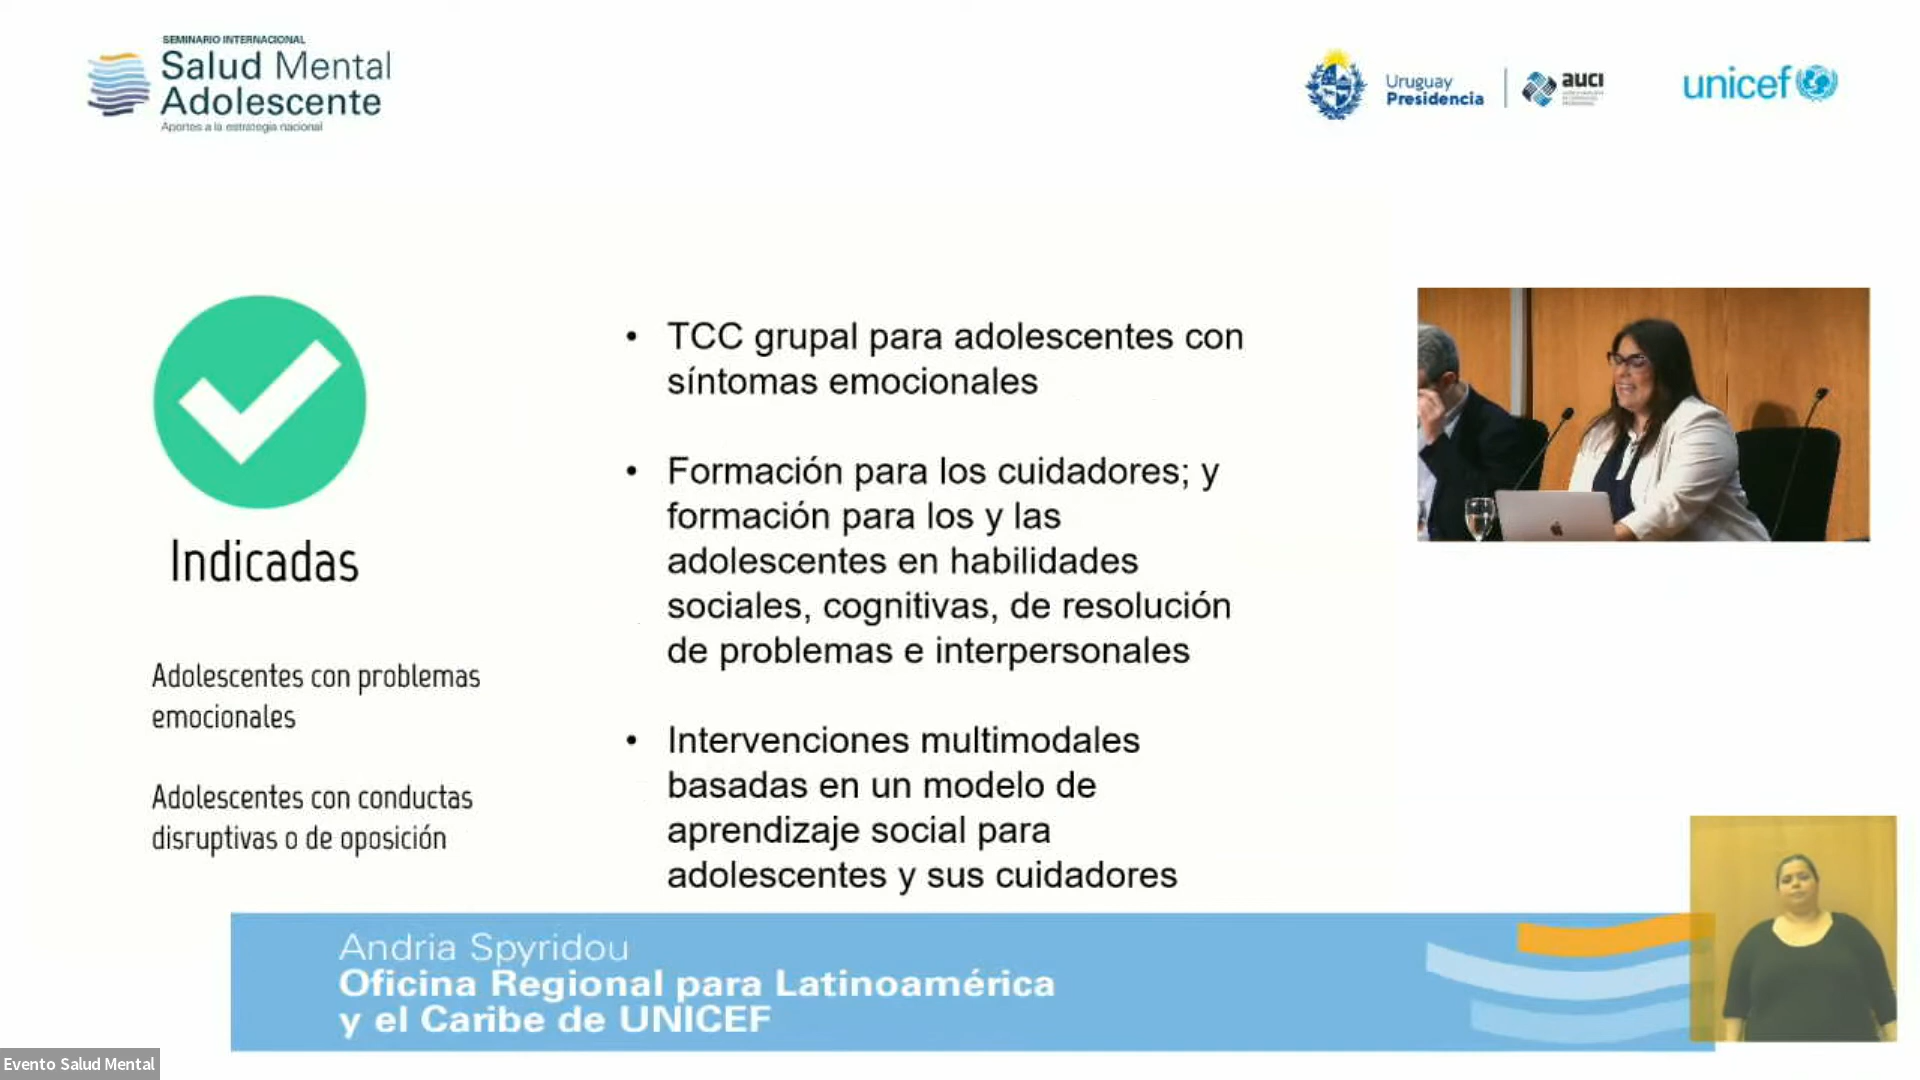 SEMINARIO INTERNACIONAL
Salud Mental
Adolescente
Aportes a la estrategia nacional
Uruguay
Presidencia
AUCI
unicef
Indicadas
Adolescentes con problemas
emocionales
Adolescentes con conductas
disruptivas o de oposición
• TCC grupal para adolescentes con
síntomas emocionales
• Formación para los cuidadores; y
formación para los y las
adolescentes en habilidades
sociales, cognitivas, de resolución
de problemas e interpersonales
• Intervenciones multimodales
basadas en un modelo de
aprendizaje social para
adolescentes y sus cuidadores
Andria Spyridou
Oficina Regional para Latinoamérica
y el Caribe de UNICEF
Evento Salud Mental